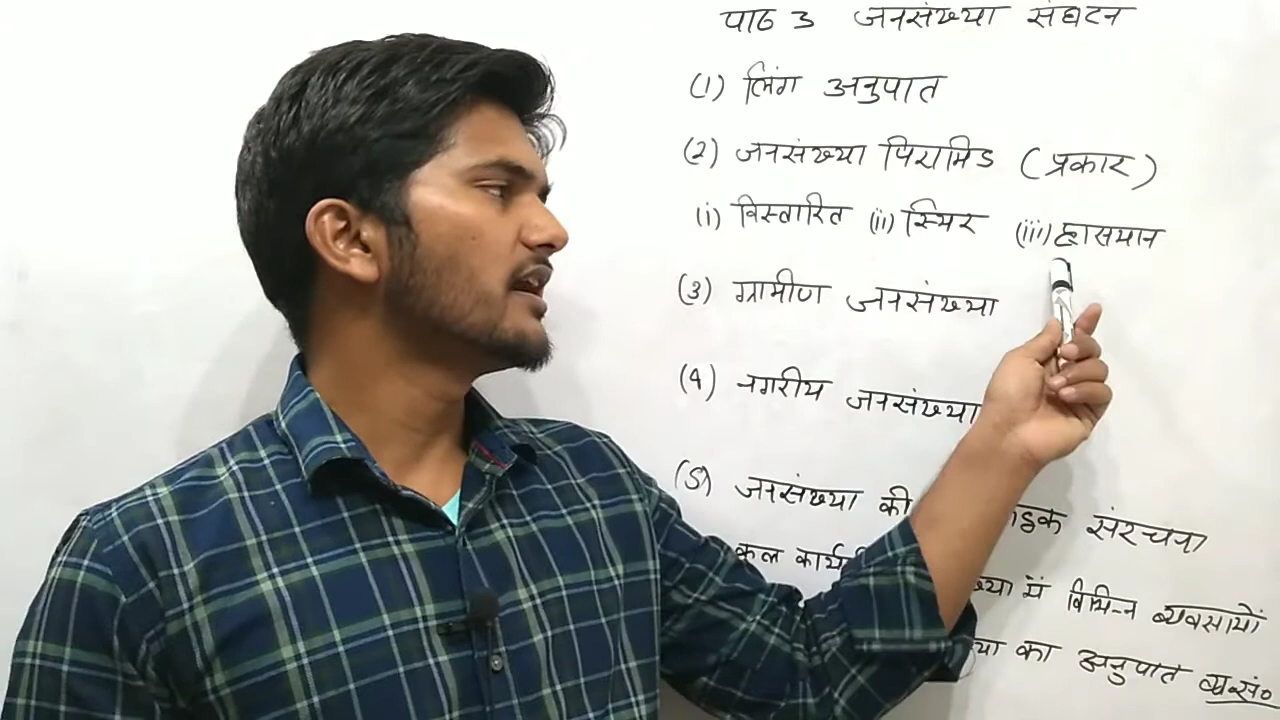 पाठ 3 जनसंख्या संघटन
(1) लिंग अनुपात
(2) जनसंख्या पिरामिड (प्रकार)
(i) विस्तारित (ii) स्थिर (iii) ह्रासमान
(3) ग्रामीण जनसंख्या
(4) नगरीय जनसंख्या
(5) जनसंख्या की संरचना
कुल में विभिन्न व्यवसायों
का अनुपात व्य॰सं॰